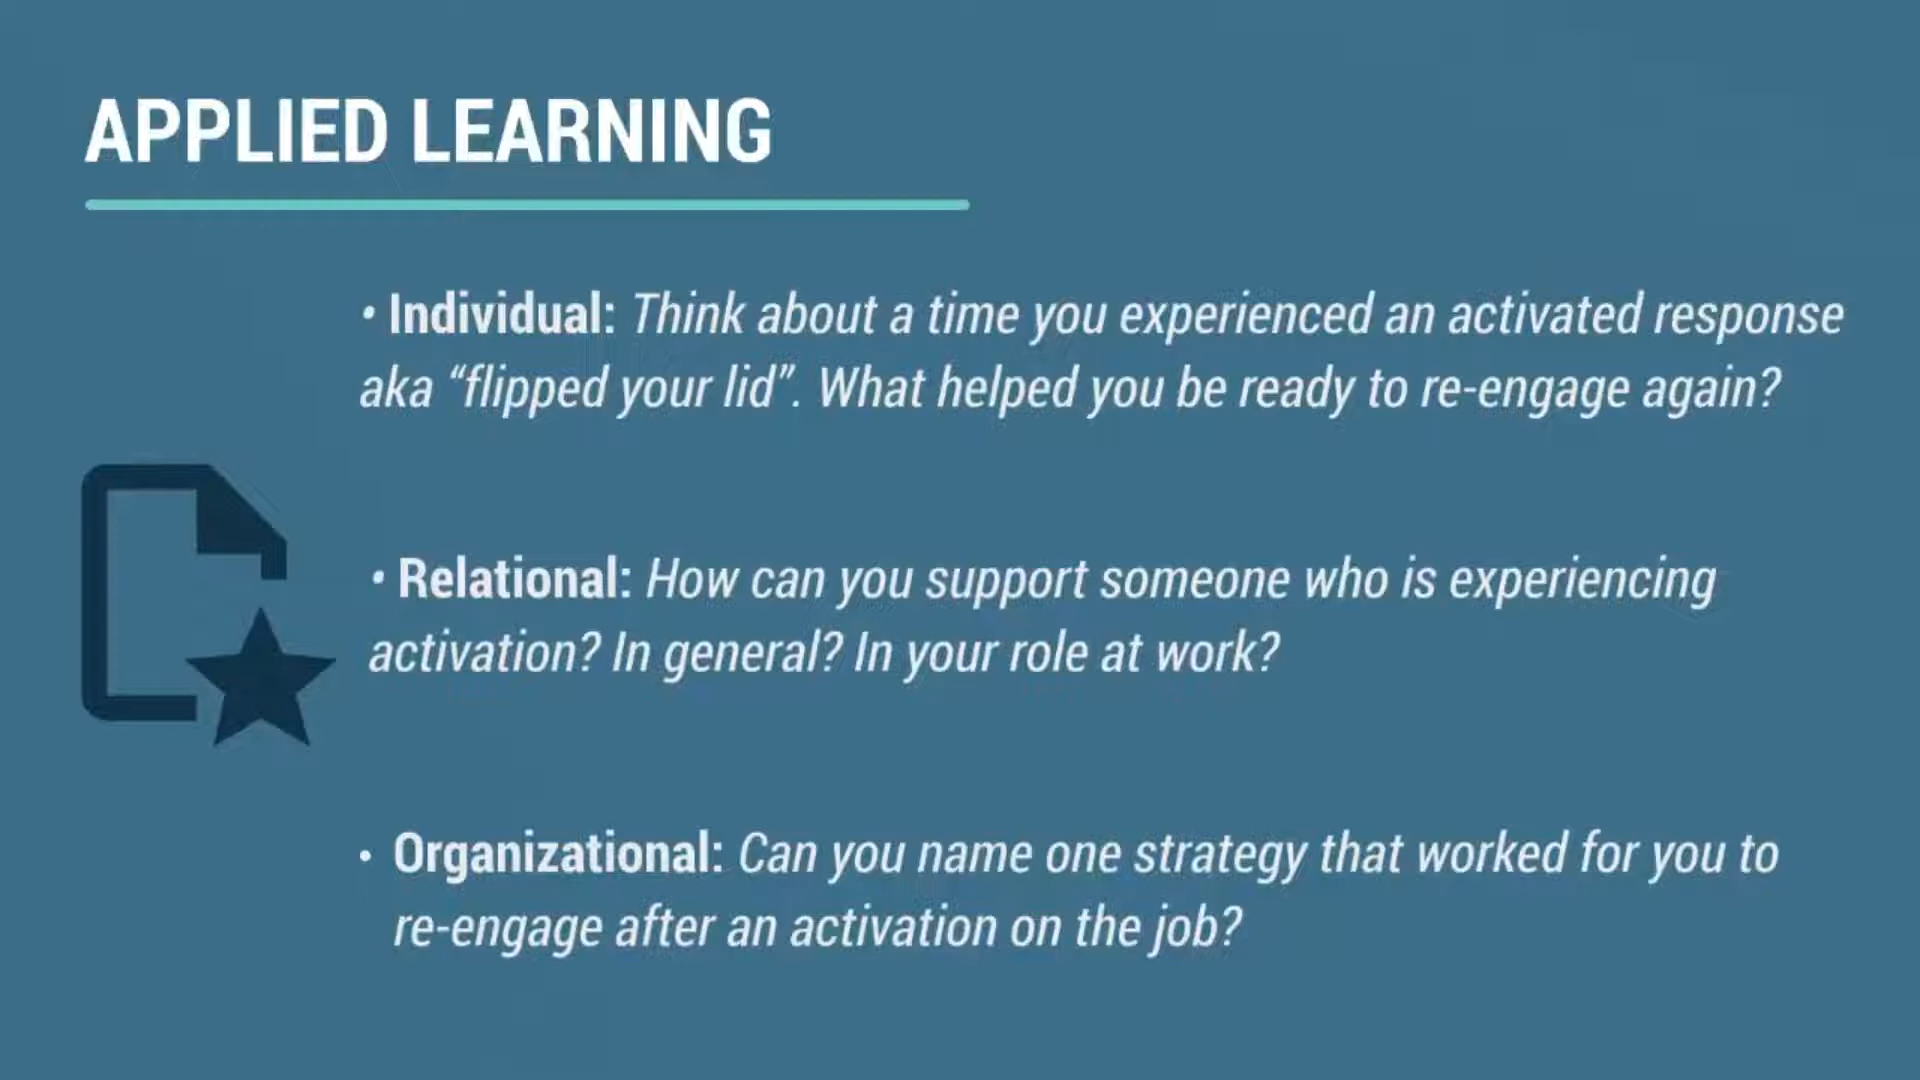 APPLIED LEARNING
• Individual: Think about a time you experienced an activated response
aka “flipped your lid”. What helped you be ready to re-engage again?
• Relational: How can you support someone who is experiencing
activation? In general? In your role at work?
• Organizational: Can you name one strategy that worked for you to
re-engage after an activation on the job?